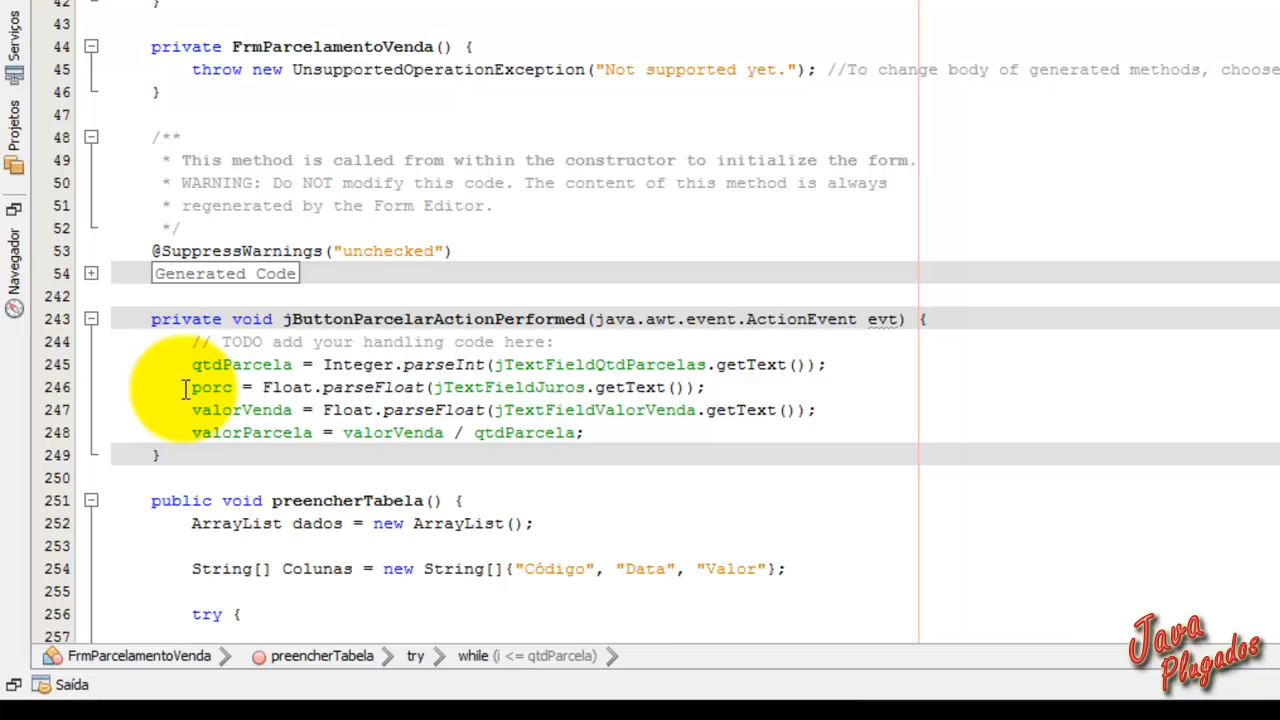 42 }
43
44 private FrmParcelamentoVenda() {
45 throw new UnsupportedOperationException("Not supported yet."); //To change body of generated methods, choose
46 }
47
48 /**
49 * This method is called from within the constructor to initialize the form.
50 * WARNING: Do NOT modify this code. The content of this method is always
51 * regenerated by the Form Editor.
52 */
53 @SuppressWarnings("unchecked")
54 Generated Code
242
243 private void jButtonParcelarActionPerformed(java.awt.event.ActionEvent evt) {
244 // TODO add your handling code here:
245 qtdParcela = Integer.parseInt(jTextFieldQtdParcelas.getText());
246 porc = Float.parseFloat(jTextFieldJuros.getText());
247 valorVenda = Float.parseFloat(jTextFieldValorVenda.getText());
248 valorParcela = valorVenda / qtdParcela;
249 }
250
251 public void preencherTabela() {
252 ArrayList dados = new ArrayList();
253
254 String[] Colunas = new String[]{"Código", "Data", "Valor"};
255
256 try {
257
Serviços
Projetos
Navegador
FrmParcelamentoVenda preencherTabela try while (i <= qtdParcela)
Saída
Java
Plugados